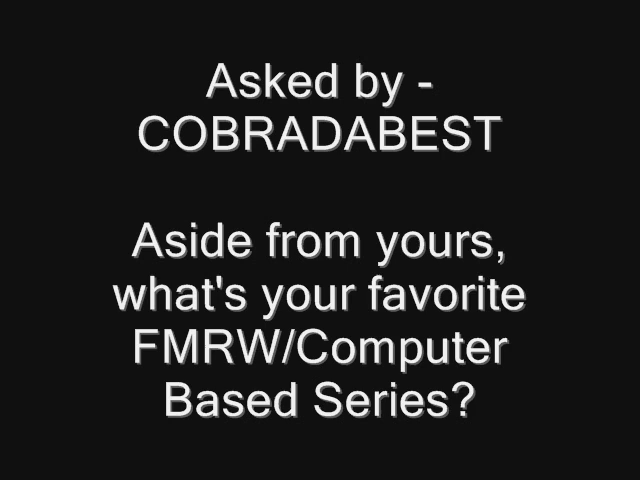 Asked by -
COBRADABEST
Aside from yours,
what's your favorite
FMRW/Computer
Based Series?